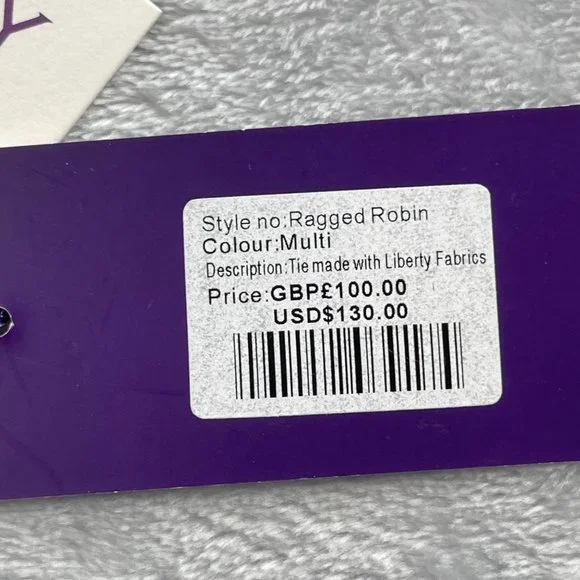 Y
Style no:Ragged Robin
Colour:Multi
Description:Tie made with Liberty Fabrics
Price:GBP£100.00
USD$130.00